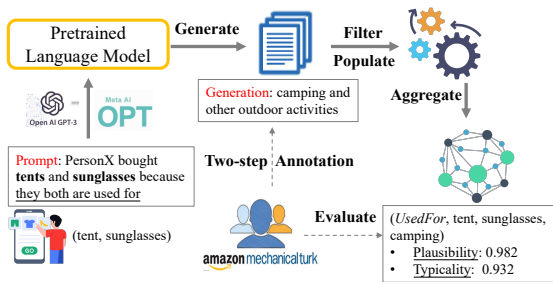 Pretrained
Language Model
Generate
Filter
Populate
Aggregate
Open AI GPT-3
Meta AI
OPT
Generation: camping and
other outdoor activities
Prompt: PersonX bought
tents and sunglasses because
they both are used for
Two-step Annotation
GO
(tent, sunglasses)
amazon mechanicalturk
Evaluate
(UsedFor, tent, sunglasses,
camping)
• Plausibility: 0.982
• Typicality: 0.932